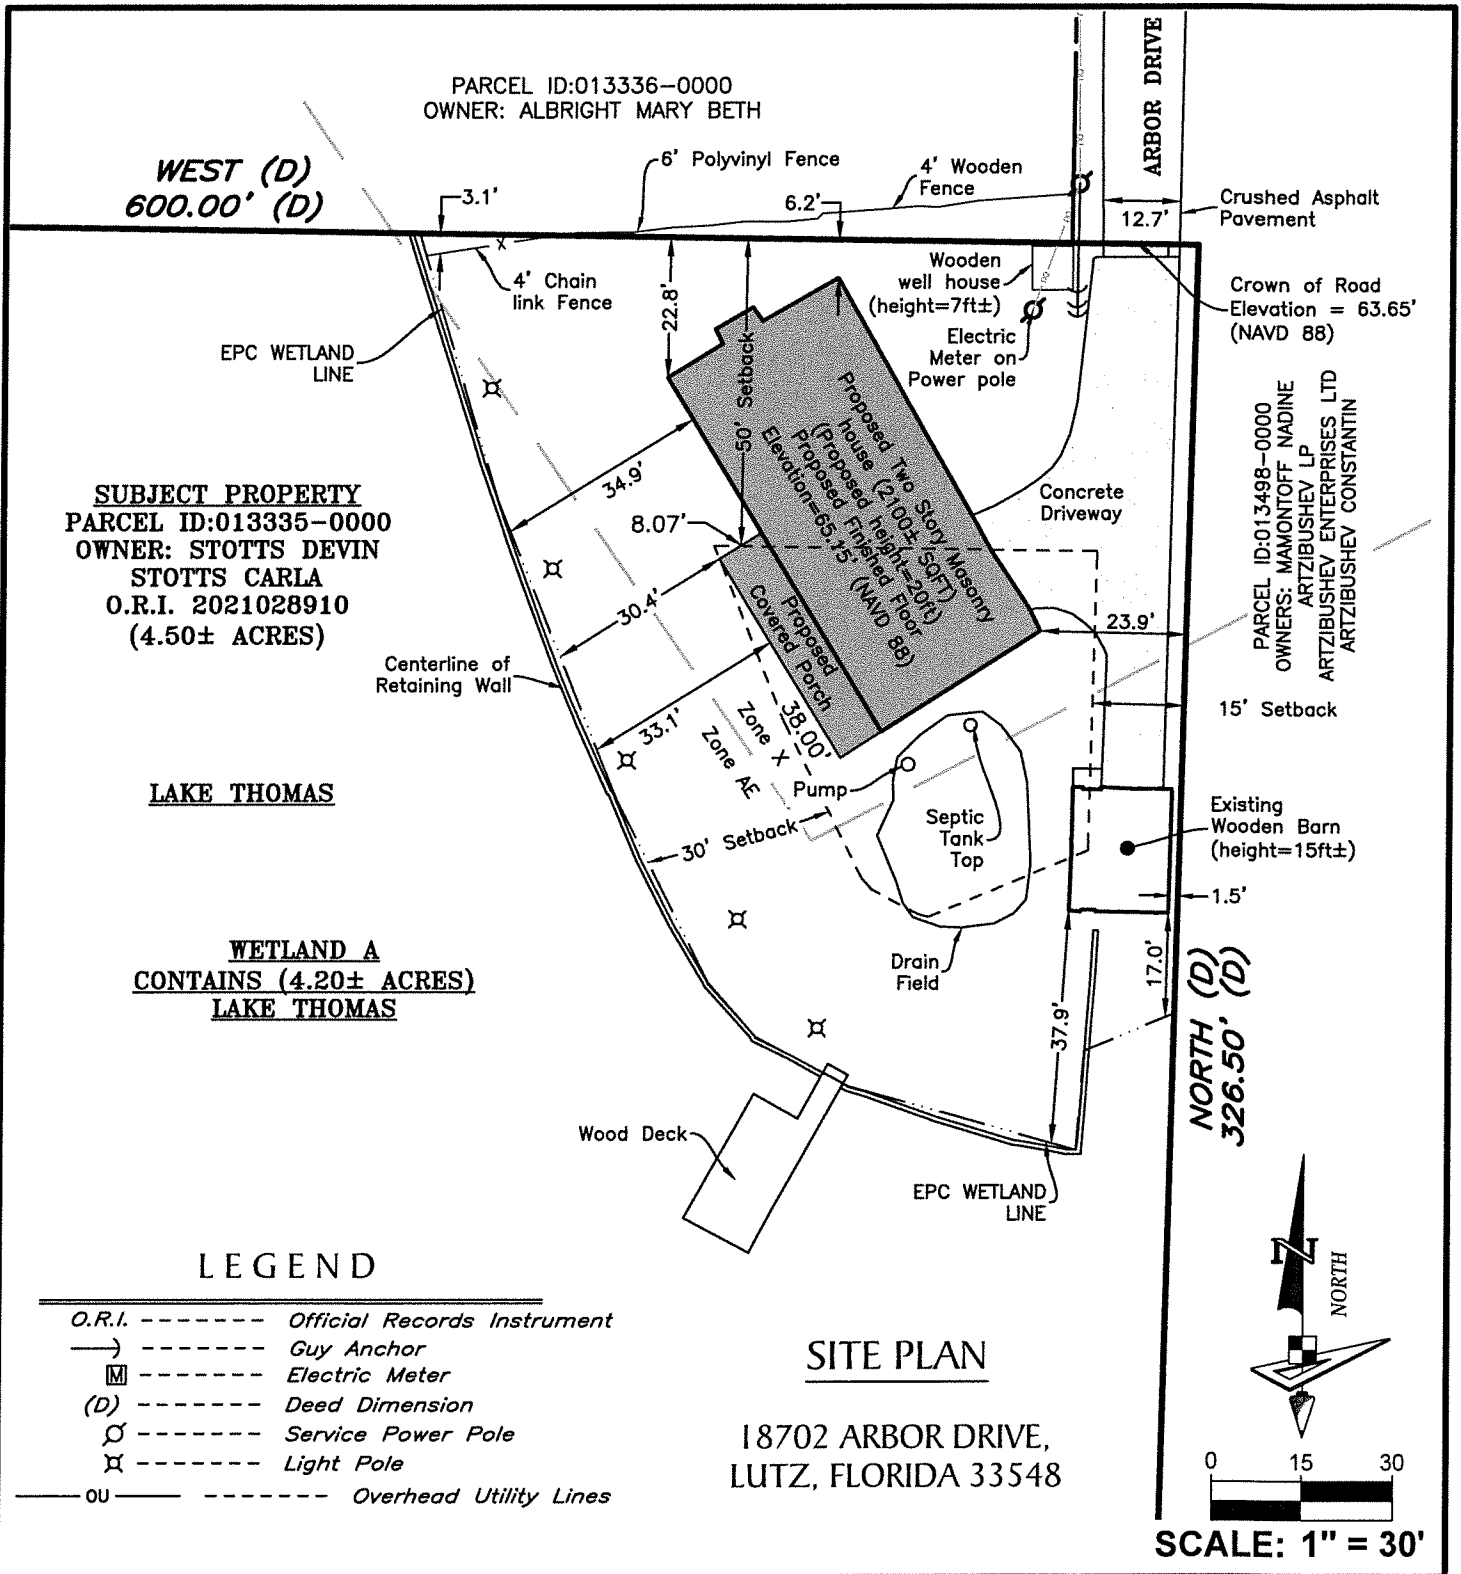 PARCEL ID:013336-0000
OWNER: ALBRIGHT MARY BETH
ARBOR DRIVE
WEST (D)
600.00' (D)
3.1'
6' Polyvinyl Fence
6.2'
4' Wooden
Fence
12.7'
Crushed Asphalt
Pavement
X
4' Chain
link Fence
22.8'
50' Setback
Wooden
well house
(height=7ft±)
Electric
Meter on
Power pole
OU
OU
Crown of Road
Elevation = 63.65'
(NAVD 88)
EPC WETLAND
LINE
PARCEL ID:013498-0000
OWNERS: MAMONTOFF NADINE
ARTZIBUSHEV LP
ARTZIBUSHEV ENTERPRISES LTD
ARTZIBUSHEV CONSTANTIN
SUBJECT PROPERTY
PARCEL ID:013335-0000
OWNER: STOTTS DEVIN
STOTTS CARLA
O.R.I. 2021028910
(4.50± ACRES)
34.9'
8.07'
30.4'
Proposed Two Story Masonry
house (2100± SQFT)
(Proposed height=20ft)
Proposed Finished Floor
Elevation=65.15' (NAVD 88)
Concrete
Driveway
23.9'
Proposed
Covered Porch
Centerline of
Retaining Wall
33.1'
38.00'
Zone X
Zone AE
15' Setback
LAKE THOMAS
Pump
30' Setback
Septic
Tank
Top
Existing
Wooden Barn
(height=15ft±)
1.5'
WETLAND A
CONTAINS (4.20± ACRES)
LAKE THOMAS
Drain
Field
17.0'
37.9'
NORTH (D)
326.50' (D)
Wood Deck
EPC WETLAND
LINE
LEGEND
O.R.I. ------- Official Records Instrument
------- Guy Anchor
M ------- Electric Meter
(D) ------- Deed Dimension
------- Service Power Pole
------- Light Pole
OU ------- Overhead Utility Lines
SITE PLAN
18702 ARBOR DRIVE,
LUTZ, FLORIDA 33548
N
NORTH
0 15 30
SCALE: 1" = 30'